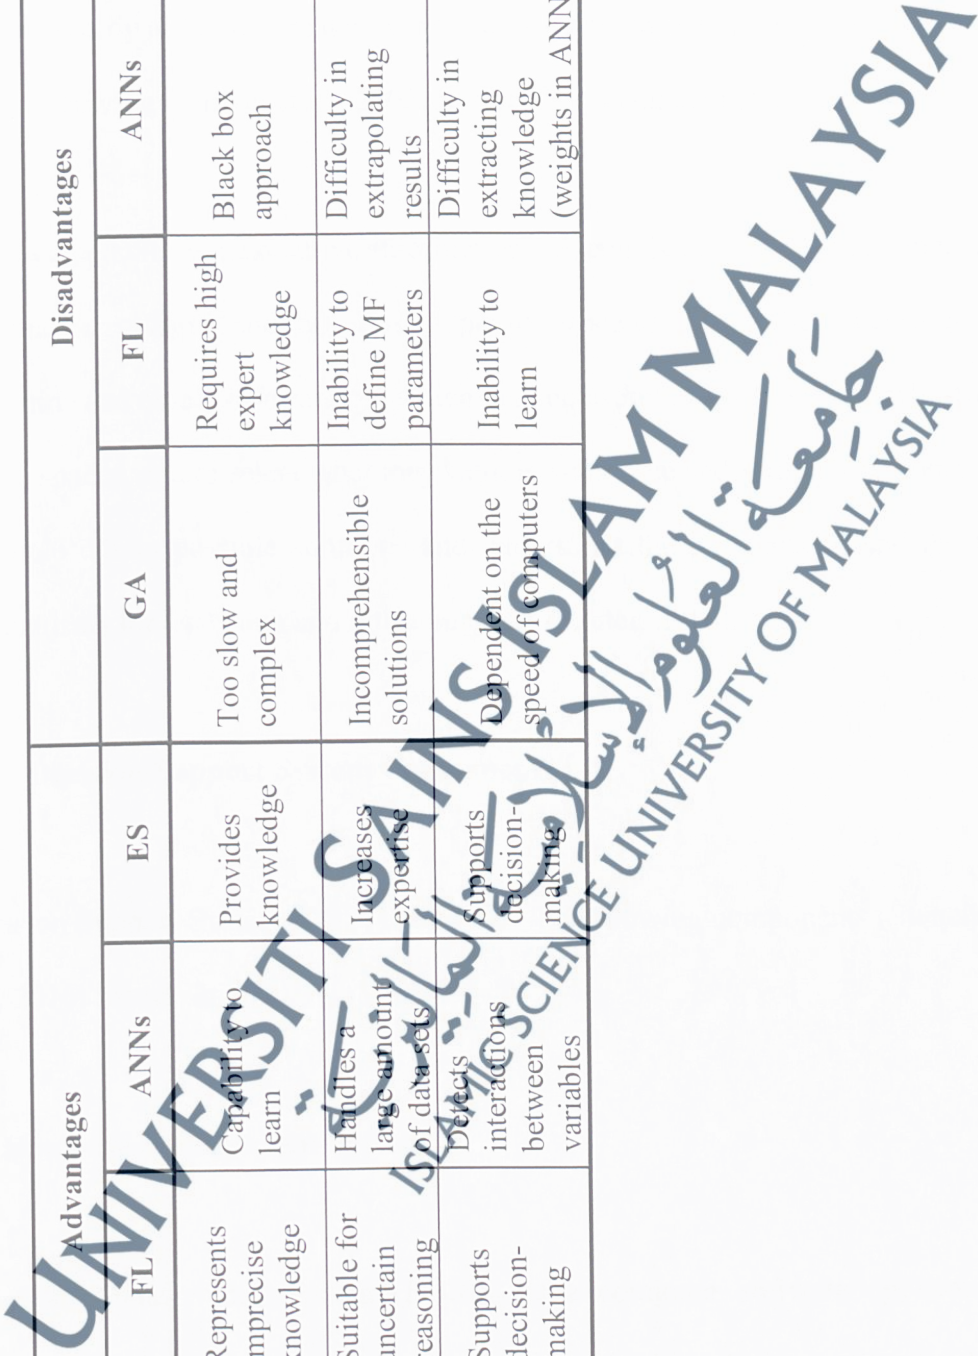 Advantages
Disadvantages
FL
ANNs
ES
GA
FL
ANNs
Represents
imprecise
knowledge
Capability to
learn
Provides
knowledge
Too slow and
complex
Requires high
expert
knowledge
Black box
approach
Suitable for
uncertain
reasoning
Handles a
large amount
of data sets
Increases
expertise
Incomprehensible
solutions
Inability to
define MF
parameters
Difficulty in
extrapolating
results
Supports
decision-
making
Detects
interactions
between
variables
Supports
decision-
making
Dependent on the
speed of computers
Inability to
learn
Difficulty in
extracting
knowledge
(weights in ANN
UNIVERSITI SAINS ISLAM MALAYSIA
جامعة العلوم الإسلامية الماليزية
ISLAMIC SCIENCE UNIVERSITY OF MALAYSIA